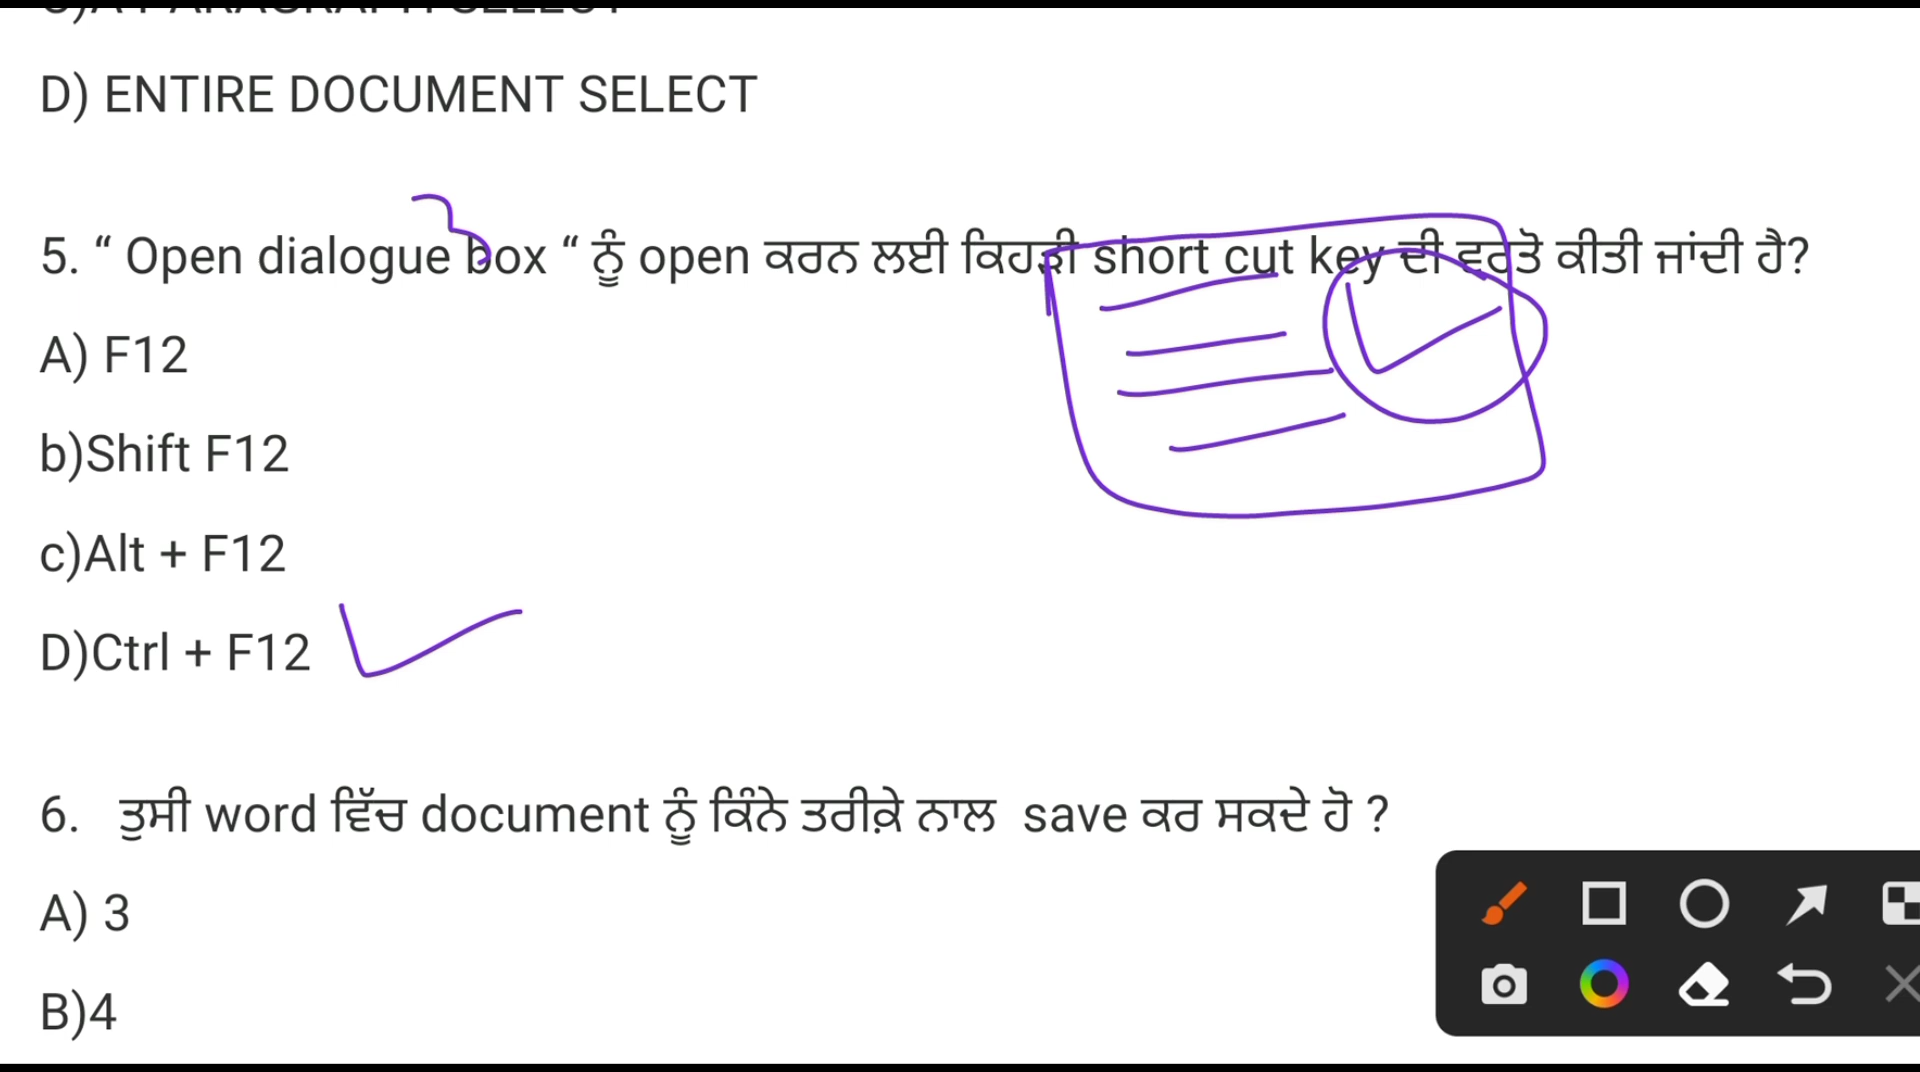 D) ENTIRE DOCUMENT SELECT
5. “ Open dialogue box “ ਨੂੰ open ਕਰਨ ਲਈ ਕਿਹੜੀ short cut key ਦੀ ਵਰਤੋ ਕੀਤੀ ਜਾਂਦੀ ਹੈ?
A) F12
b)Shift F12
c)Alt + F12
D)Ctrl + F12
6. ਤੁਸੀ word ਵਿੱਚ document ਨੂੰ ਕਿੰਨੇ ਤਰੀਕ਼ੇ ਨਾਲ save ਕਰ ਸਕਦੇ ਹੋ ?
A) 3
B)4